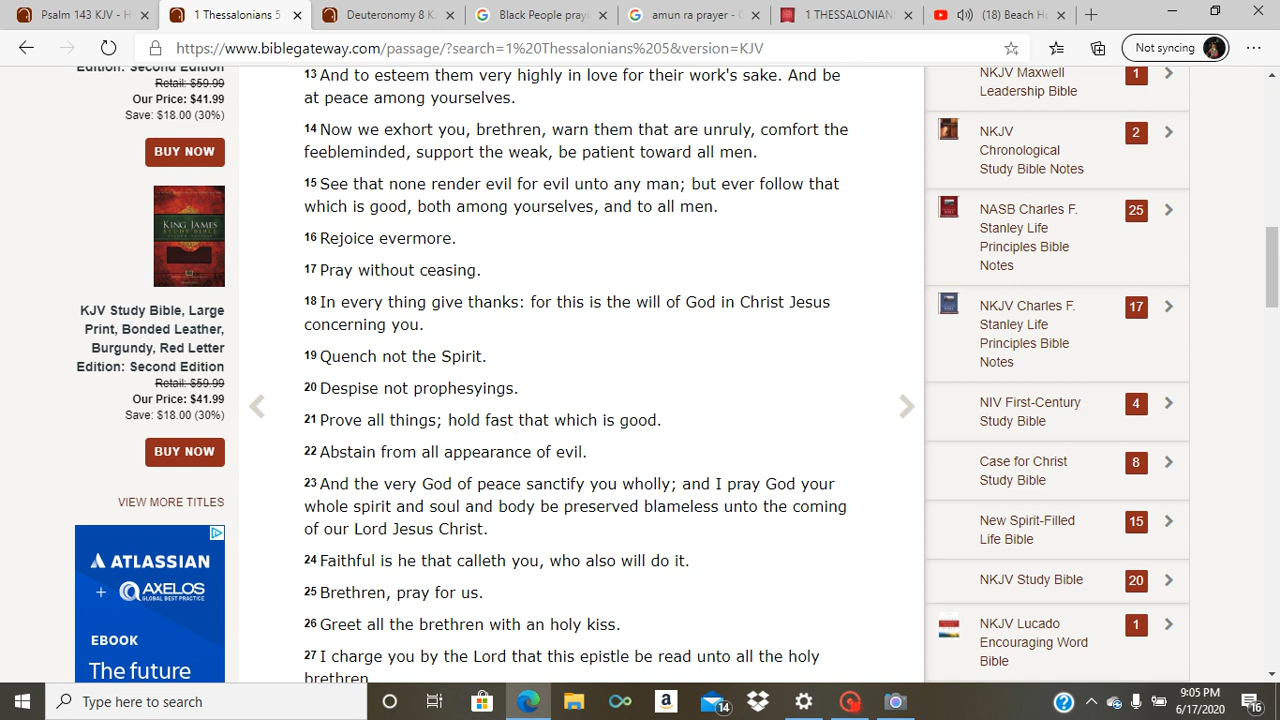 Psalm 143 KJV - H
1 Thessalonians 5
Deuteronomy 8 KJ
Black People pray
amun ra prayer - G
1 THESSALONIAN
(18) Beach H
https://www.biblegateway.com/passage/?search=1%20Thessalonians%205&version=KJV
Not syncing
Edition: Second Edition
Retail: $59.99
Our Price: $41.99
Save: $18.00 (30%)
BUY NOW
KING JAMES
STUDY BIBLE
KJV Study Bible, Large
Print, Bonded Leather,
Burgundy, Red Letter
Edition: Second Edition
Retail: $59.99
Our Price: $41.99
Save: $18.00 (30%)
BUY NOW
VIEW MORE TITLES
ATLASSIAN
+ AXELOS
GLOBAL BEST PRACTICE
EBOOK
The future
13 And to esteem them very highly in love for their work's sake. And be
at peace among yourselves.
14 Now we exhort you, brethren, warn them that are unruly, comfort the
feebleminded, support the weak, be patient toward all men.
15 See that none render evil for evil unto any man; but ever follow that
which is good, both among yourselves, and to all men.
16 Rejoice evermore.
17 Pray without ceasing.
18 In every thing give thanks: for this is the will of God in Christ Jesus
concerning you.
19 Quench not the Spirit.
20 Despise not prophesyings.
21 Prove all things; hold fast that which is good.
22 Abstain from all appearance of evil.
23 And the very God of peace sanctify you wholly; and I pray God your
whole spirit and soul and body be preserved blameless unto the coming
of our Lord Jesus Christ.
24 Faithful is he that calleth you, who also will do it.
25 Brethren, pray for us.
26 Greet all the brethren with an holy kiss.
27 I charge you by the Lord that this epistle be read unto all the holy
brethren.
NKJV Maxwell
Leadership Bible
1
NKJV
Chronological
Study Bible Notes
2
NASB Charles F.
Stanley Life
Principles Bible
Notes
25
NKJV Charles F.
Stanley Life
Principles Bible
Notes
17
NIV First-Century
Study Bible
4
Case for Christ
Study Bible
8
New Spirit-Filled
Life Bible
15
NKJV Study Bible
20
NKJV Lucado
Encouraging Word
Bible
1
Type here to search
14
9:05 PM
6/17/2020
16